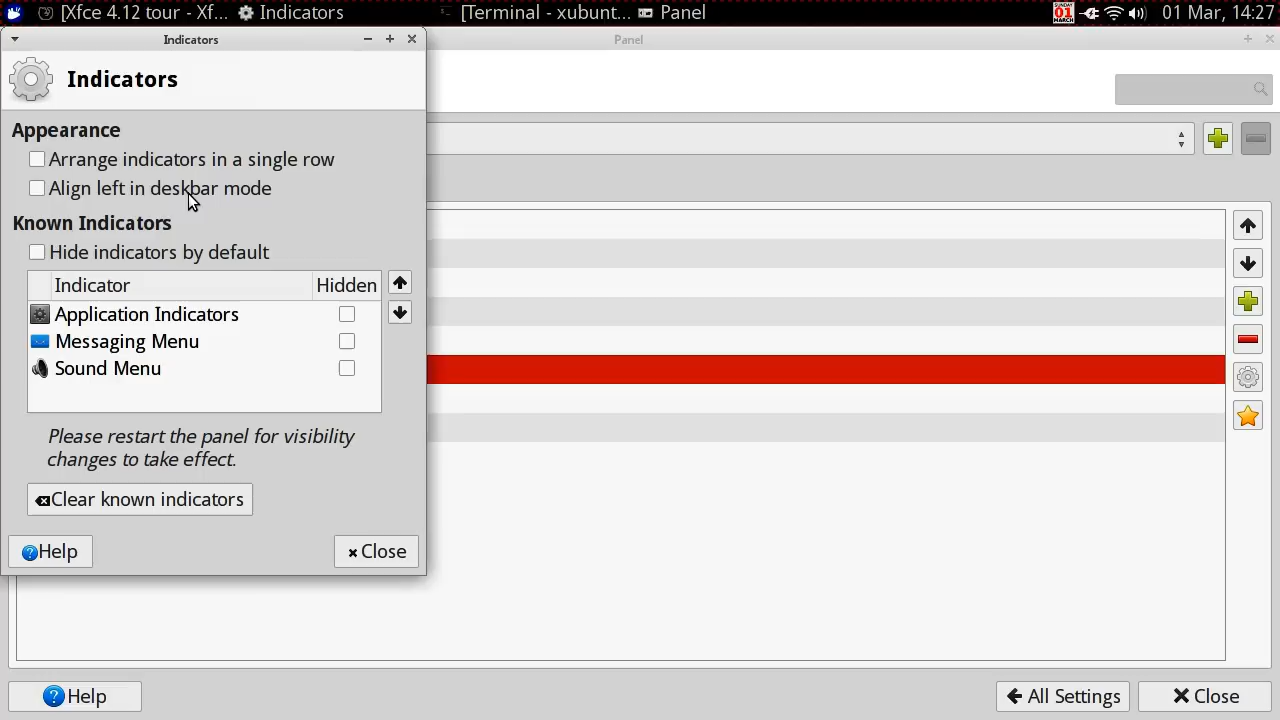 [Xfce 4.12 tour - Xf... Indicators [Terminal - xubunt... Panel SUNDAY 01 MARCH 01 Mar, 14:27
Indicators
Panel
Indicators
Appearance
Arrange indicators in a single row
Align left in deskbar mode
Known Indicators
Hide indicators by default
Indicator Hidden
Application Indicators
Messaging Menu
Sound Menu
Please restart the panel for visibility
changes to take effect.
Clear known indicators
Help Close
Help All Settings Close